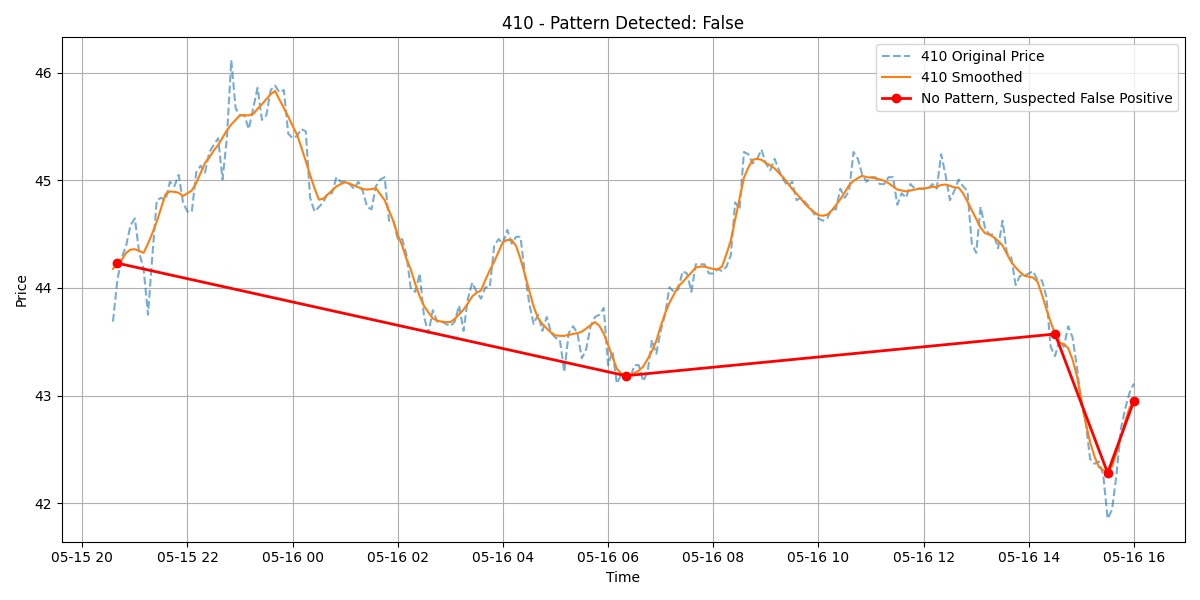 410 - Pattern Detected: False
410 Original Price
410 Smoothed
No Pattern, Suspected False Positive
Price
46
45
44
43
42
05-15 20 05-15 22 05-16 00 05-16 02 05-16 04 05-16 06 05-16 08 05-16 10 05-16 12 05-16 14 05-16 16
Time